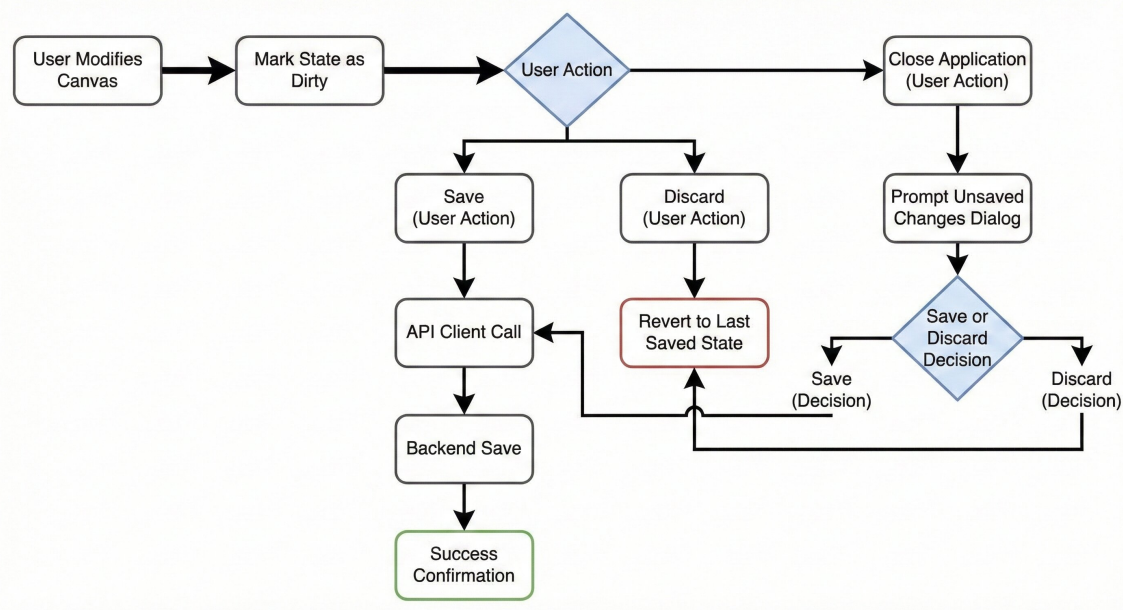 User Modifies
Canvas
Mark State as
Dirty
User Action
Close Application
(User Action)
Save
(User Action)
Discard
(User Action)
Prompt Unsaved
Changes Dialog
API Client Call
Revert to Last
Saved State
Save or
Discard
Decision
Save
(Decision)
Discard
(Decision)
Backend Save
Success
Confirmation